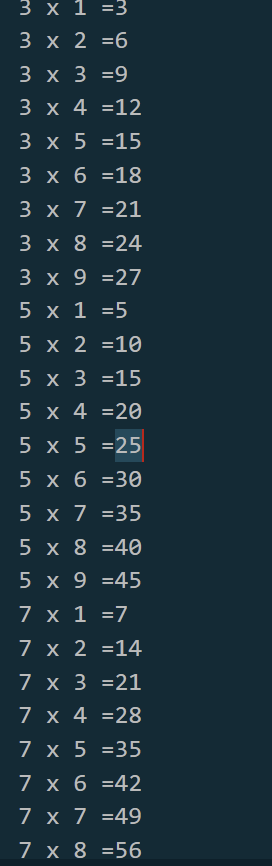 3 x 1 =3
3 x 2 =6
3 x 3 =9
3 x 4 =12
3 x 5 =15
3 x 6 =18
3 x 7 =21
3 x 8 =24
3 x 9 =27
5 x 1 =5
5 x 2 =10
5 x 3 =15
5 x 4 =20
5 x 5 =25
5 x 6 =30
5 x 7 =35
5 x 8 =40
5 x 9 =45
7 x 1 =7
7 x 2 =14
7 x 3 =21
7 x 4 =28
7 x 5 =35
7 x 6 =42
7 x 7 =49
7 x 8 =56